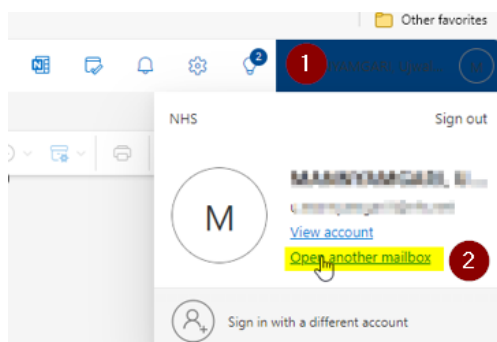 Other favorites
N
2
1
NHS
Sign out
M
View account
Open another mailbox
2
Sign in with a different account